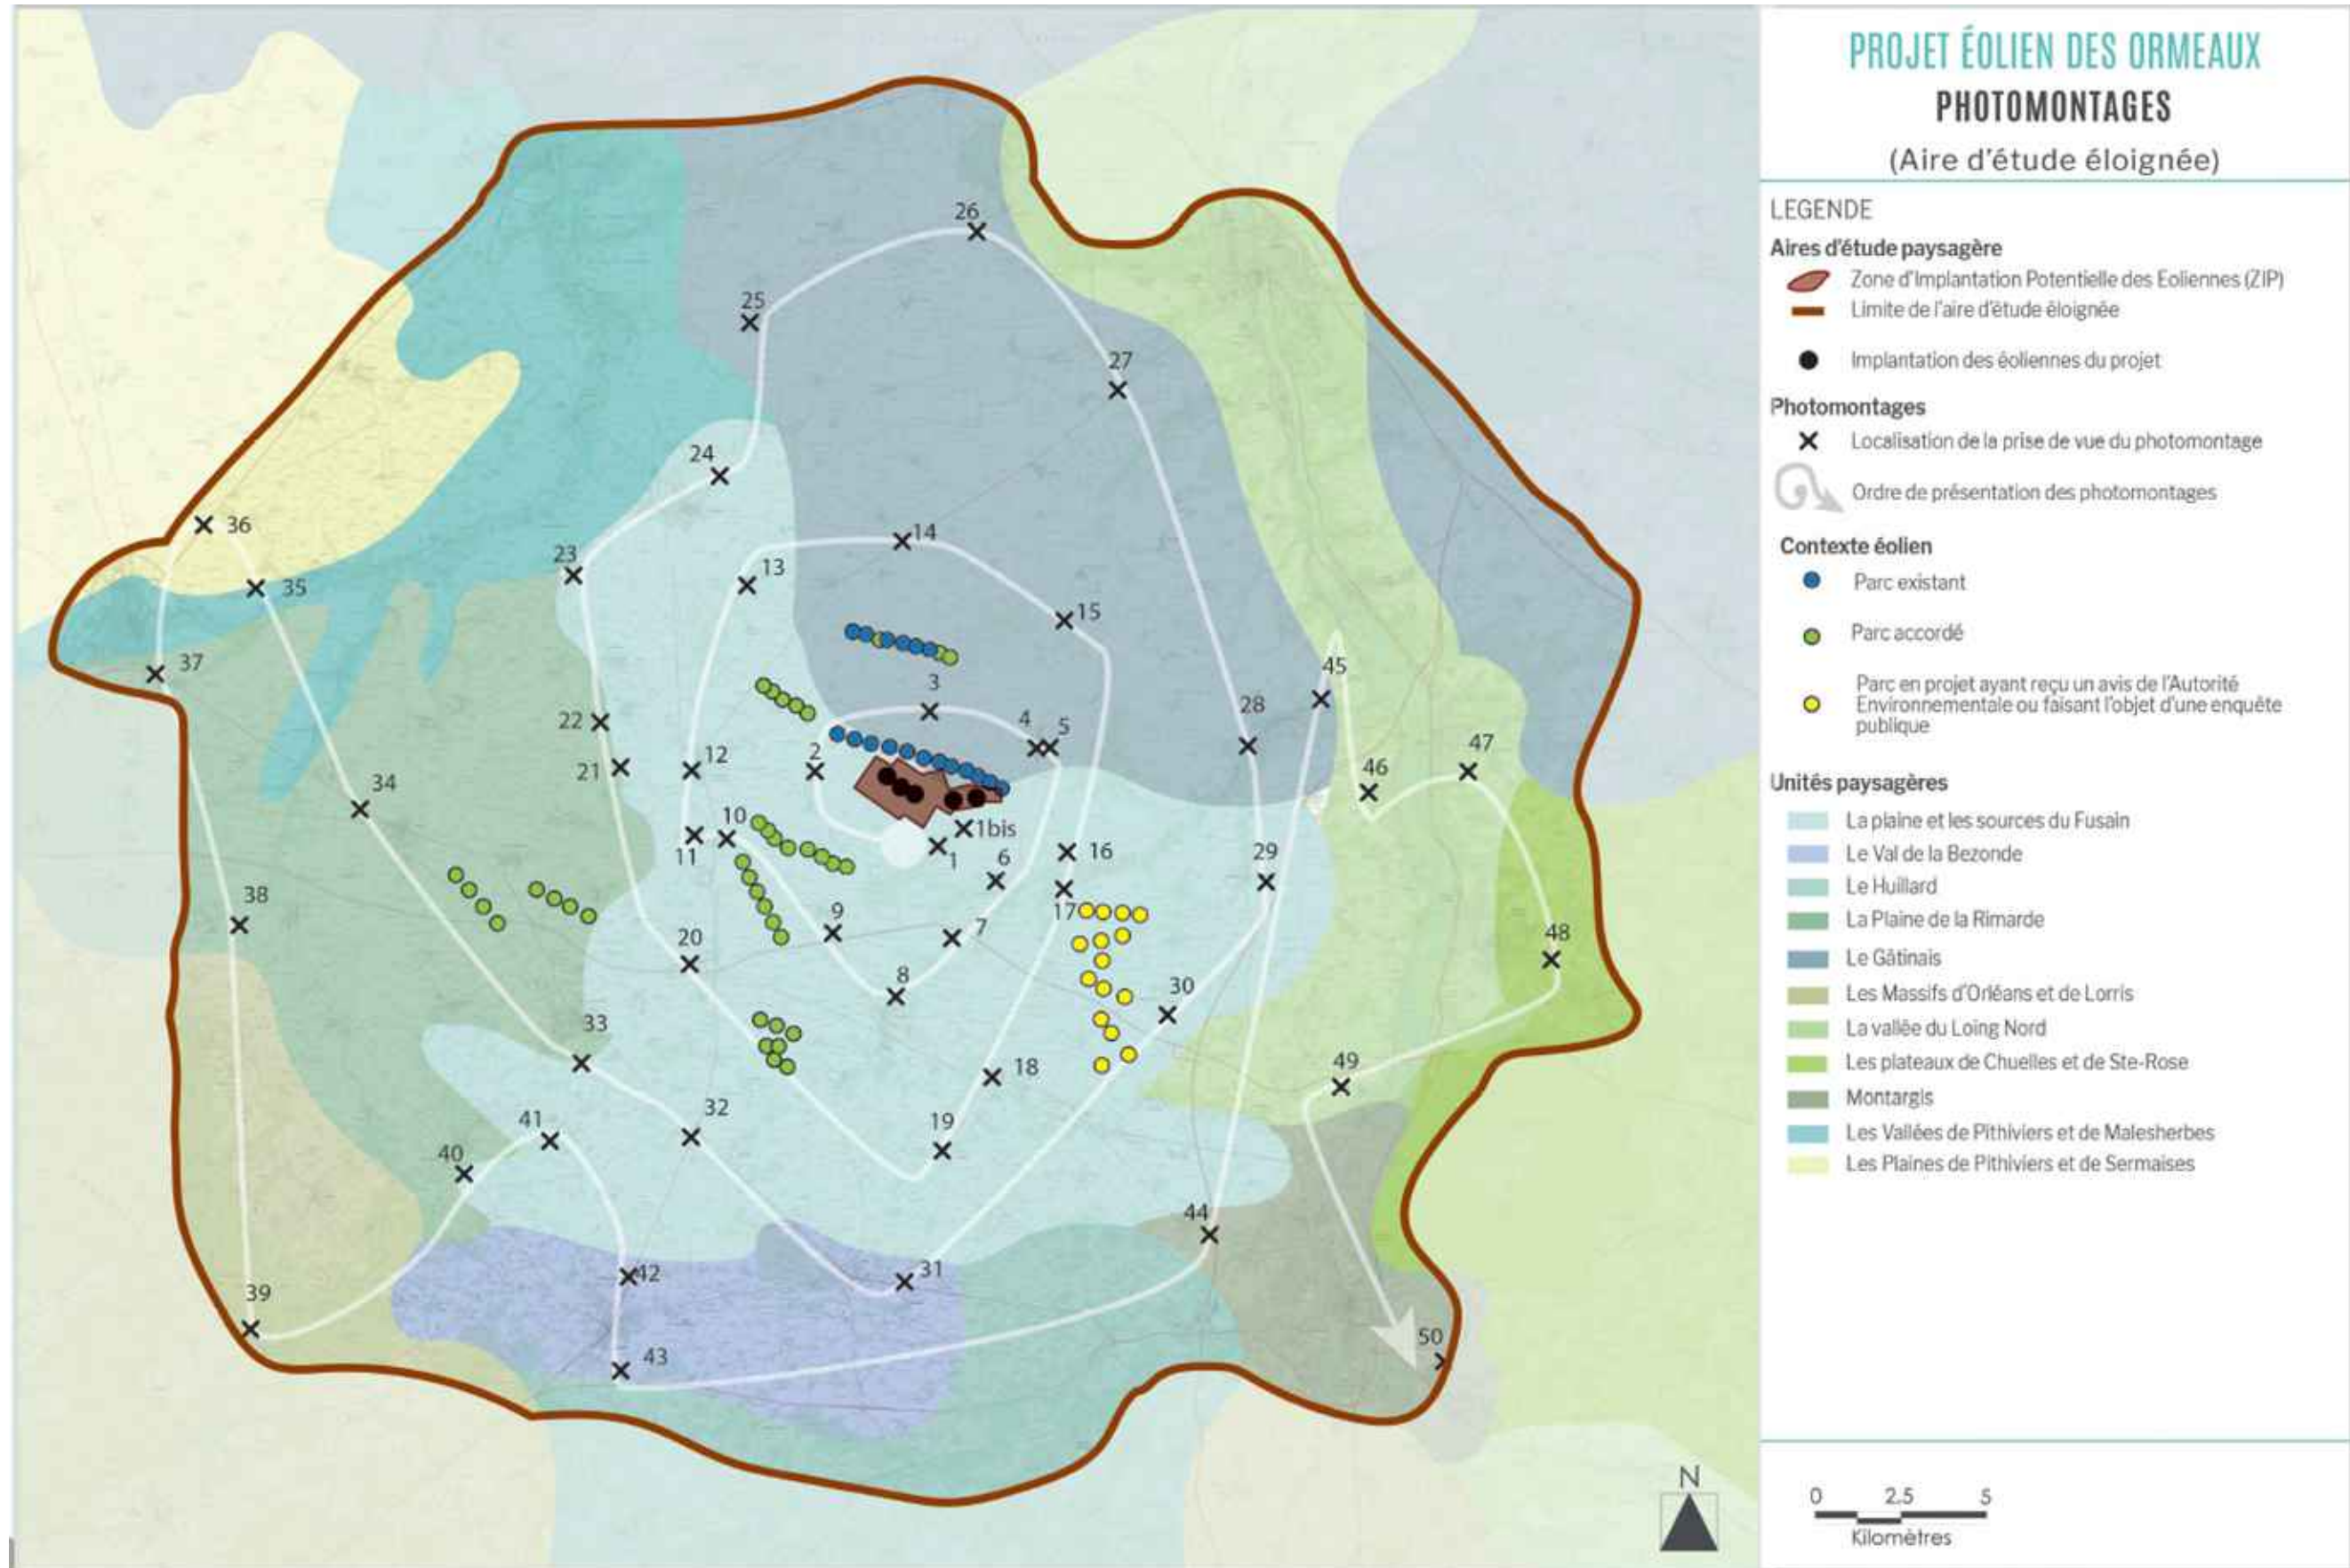 PROJET ÉOLIEN DES ORMEAUX
PHOTOMONTAGES
(Aire d'étude éloignée)
LEGENDE
Aires d'étude paysagère
Zone d'Implantation Potentielle des Eoliennes (ZIP)
Limite de l'aire d'étude éloignée
Implantation des éoliennes du projet
Photomontages
Localisation de la prise de vue du photomontage
Ordre de présentation des photomontages
Contexte éolien
Parc existant
Parc accordé
Parc en projet ayant reçu un avis de l'Autorité
Environnementale ou faisant l'objet d'une enquête
publique
Unités paysagères
La plaine et les sources du Fusain
Le Val de la Bezonde
Le Huillard
La Plaine de la Rimarde
Le Gâtinais
Les Massifs d'Orléans et de Lorris
La vallée du Loing Nord
Les plateaux de Chuelles et de Ste-Rose
Montargis
Les Vallées de Pithiviers et de Malesherbes
Les Plaines de Pithiviers et de Sermaises
0 2.5 5
Kilomètres
N
26
25
27
24
14
36
23
13
35
15
45
37
3
28
22
4
5
47
12
2
21
46
34
10
1bis
11
1
6
16
29
38
17
9
7
48
20
8
30
33
49
18
32
41
19
40
44
42
31
39
50
43